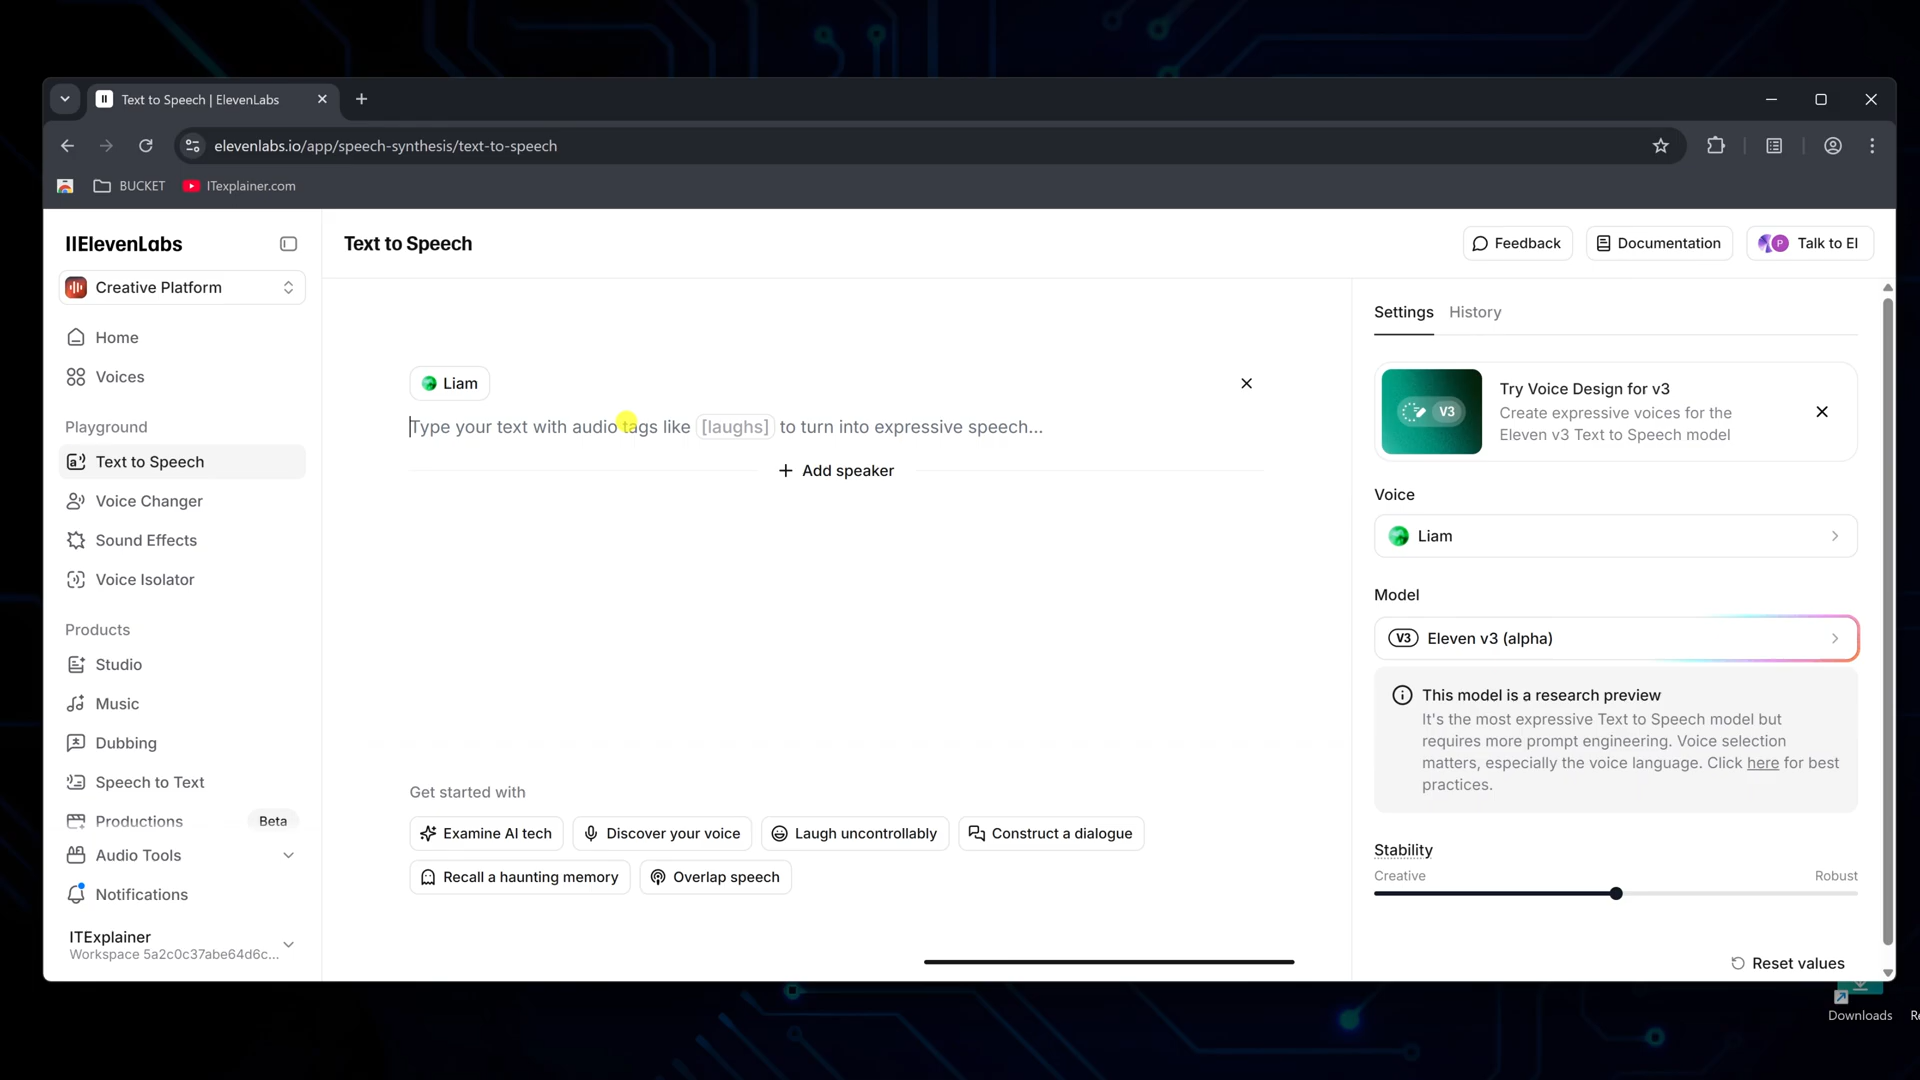 Text to Speech | ElevenLabs
elevenlabs.io/app/speech-synthesis/text-to-speech
BUCKET
ITexplainer.com
IIElevenLabs
Creative Platform
Home
Voices
Playground
Text to Speech
Voice Changer
Sound Effects
Voice Isolator
Products
Studio
Music
Dubbing
Speech to Text
Productions Beta
Audio Tools
Notifications
ITExplainer
Workspace 5a2c0c37abe64d6c...
Text to Speech
Feedback
Documentation
P
Talk to El
Liam
Type your text with audio tags like [laughs] to turn into expressive speech...
Add speaker
Get started with
Examine AI tech
Discover your voice
Laugh uncontrollably
Construct a dialogue
Recall a haunting memory
Overlap speech
Settings
History
V3
Try Voice Design for v3
Create expressive voices for the
Eleven v3 Text to Speech model
Voice
Liam
Model
V3 Eleven v3 (alpha)
This model is a research preview
It's the most expressive Text to Speech model but
requires more prompt engineering. Voice selection
matters, especially the voice language. Click here for best
practices.
Stability
Creative
Robust
Reset values
Downloads